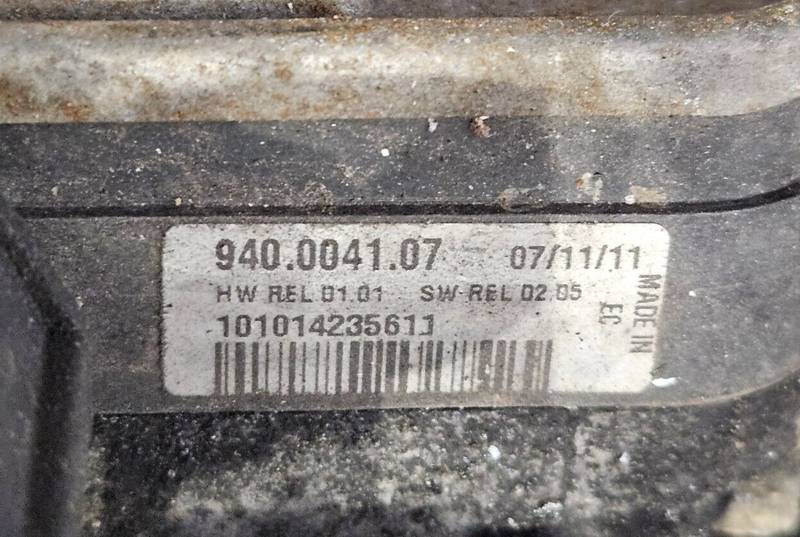 940.0041.07 07/11/11
HW REL 01.01 SW REL 02.05
101014235611
MADE IN
EC